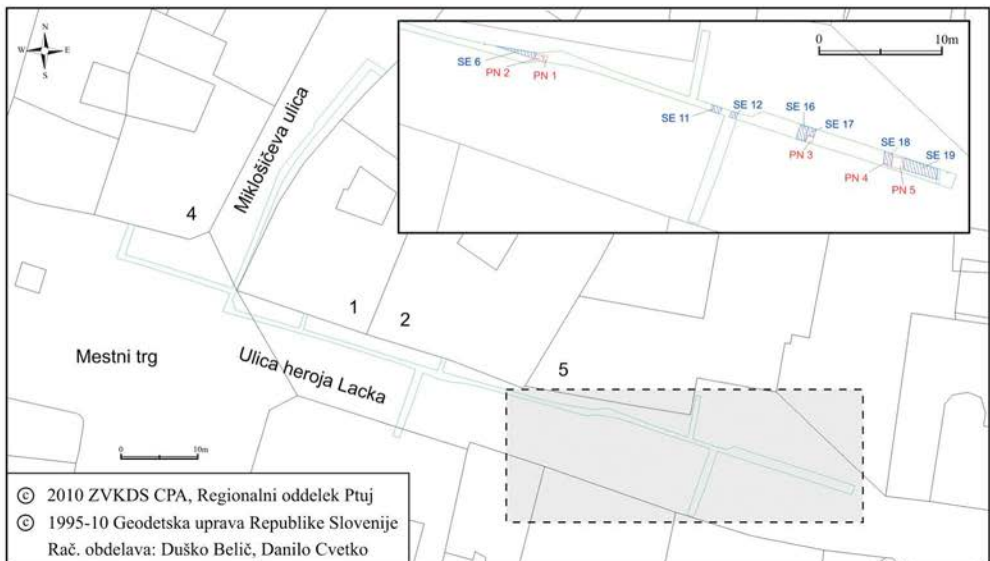 N
W E
S
Miklošičeva ulica
4
1
2
Ulica heroja Lacka
Mestni trg
5
10m
0
© 2010 ZVKDS CPA, Regionalni oddelek Ptuj
© 1995-10 Geodetska uprava Republike Slovenije
Rač. obdelava: Duško Belič, Danilo Cvetko
0
10m
SE 6
PN 2
PN 1
SE 11
SE 12
SE 16
SE 17
PN 3
SE 18
SE 19
PN 4
PN 5